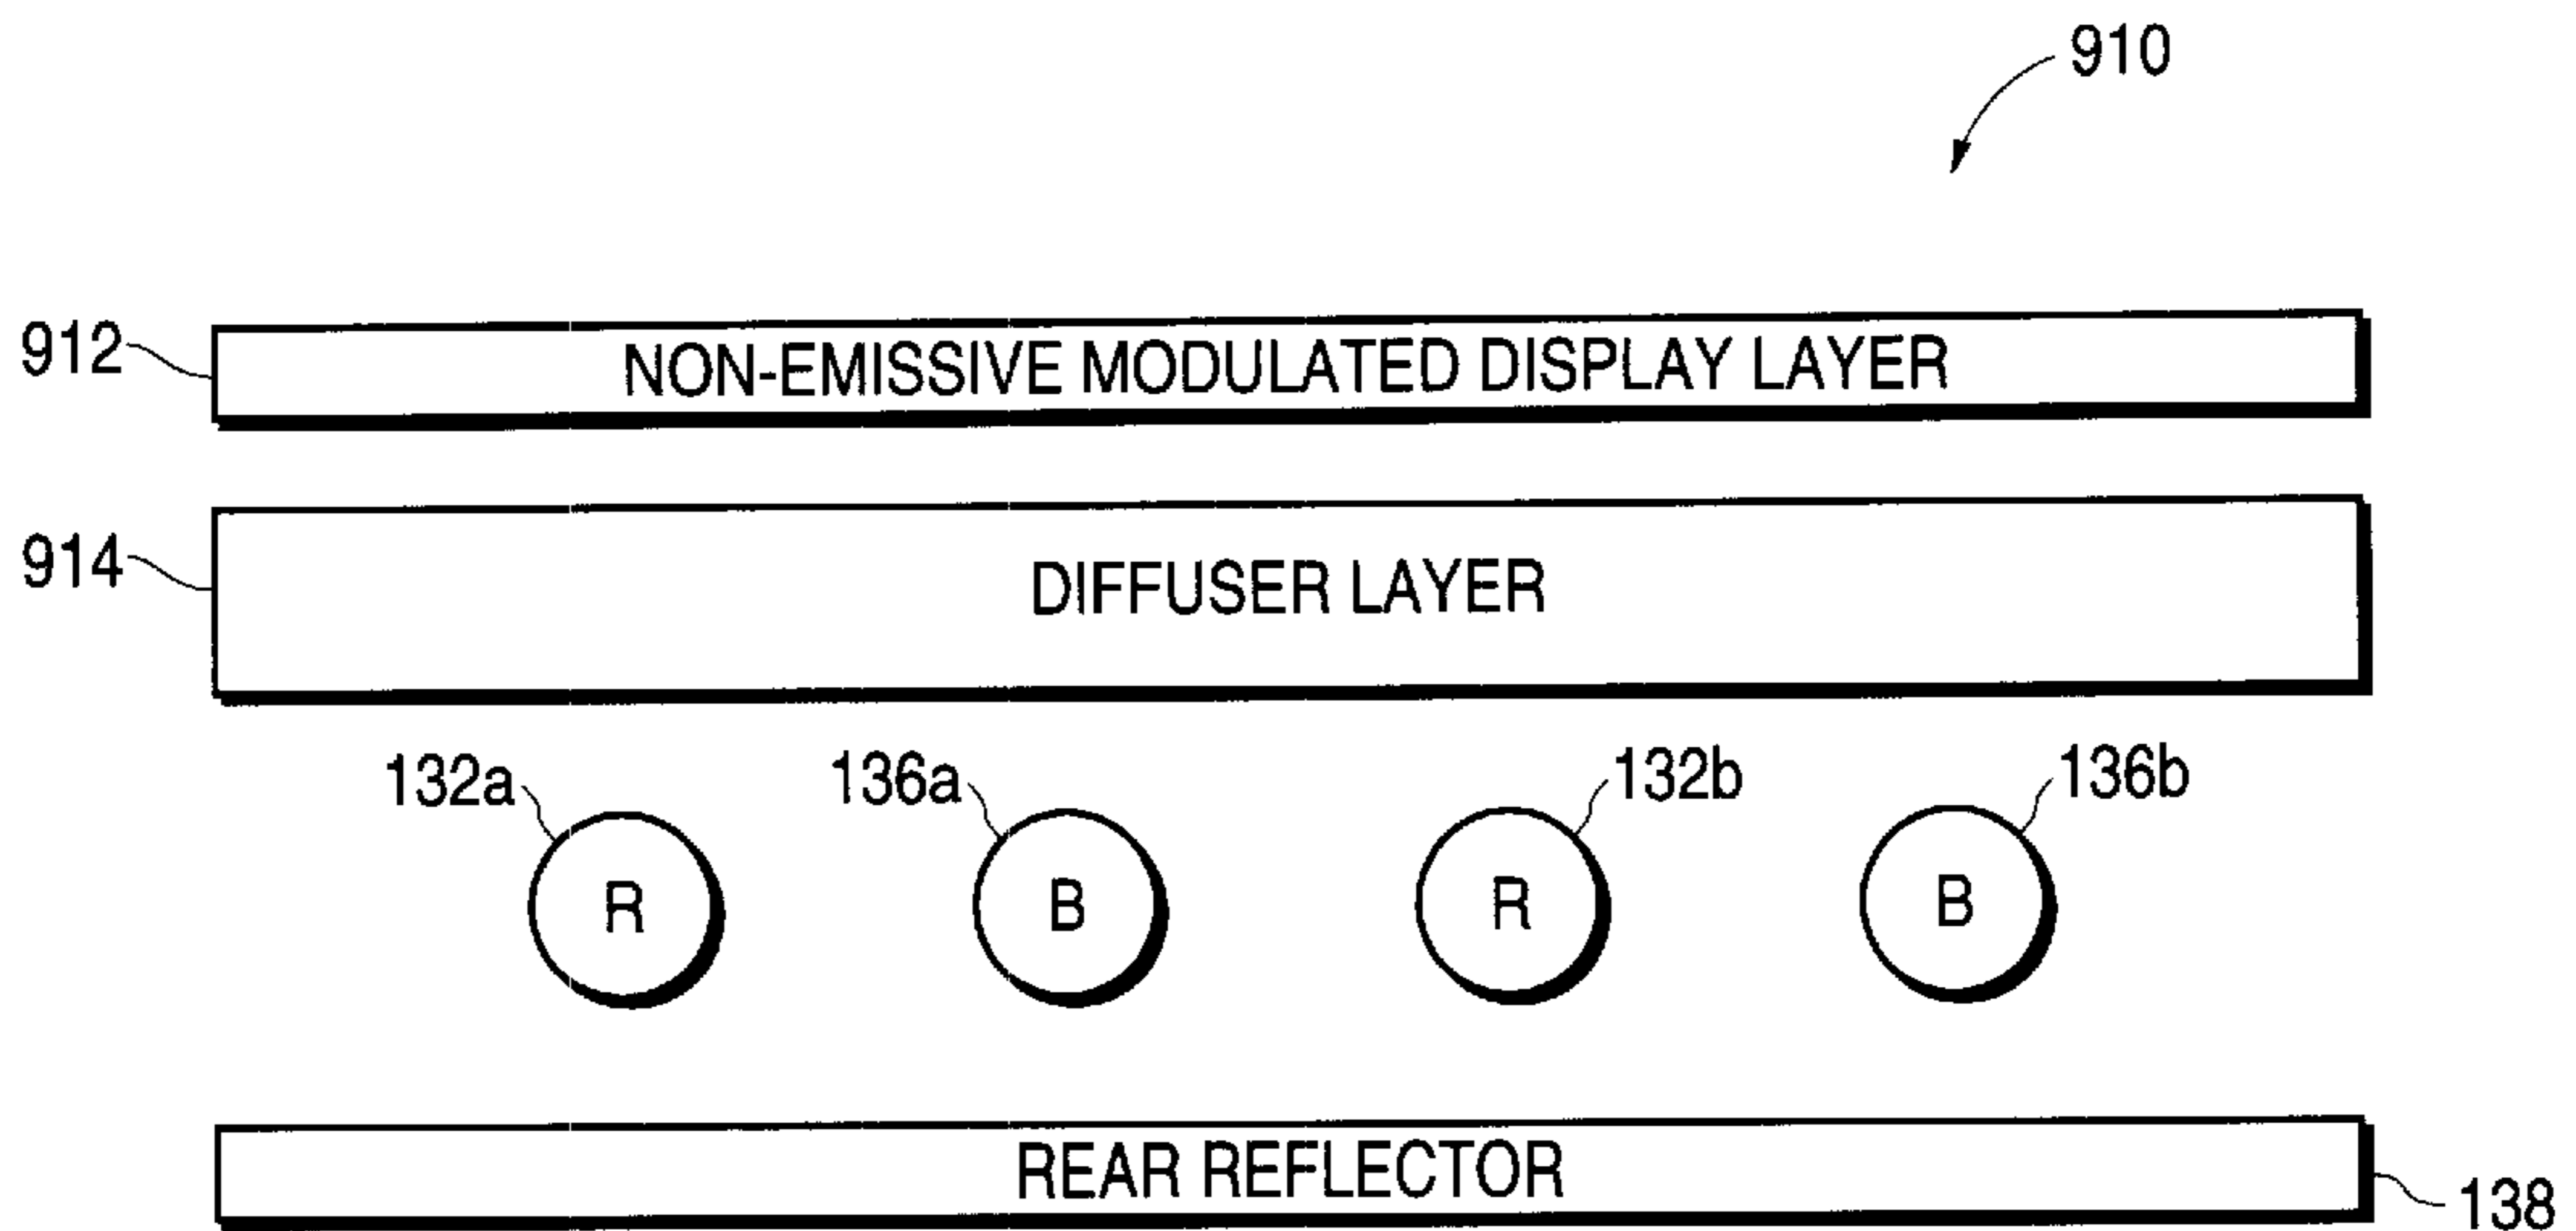 910
912
NON-EMISSIVE MODULATED DISPLAY LAYER
914
DIFFUSER LAYER
132a
136a
132b
136b
R
B
R
B
REAR REFLECTOR
138